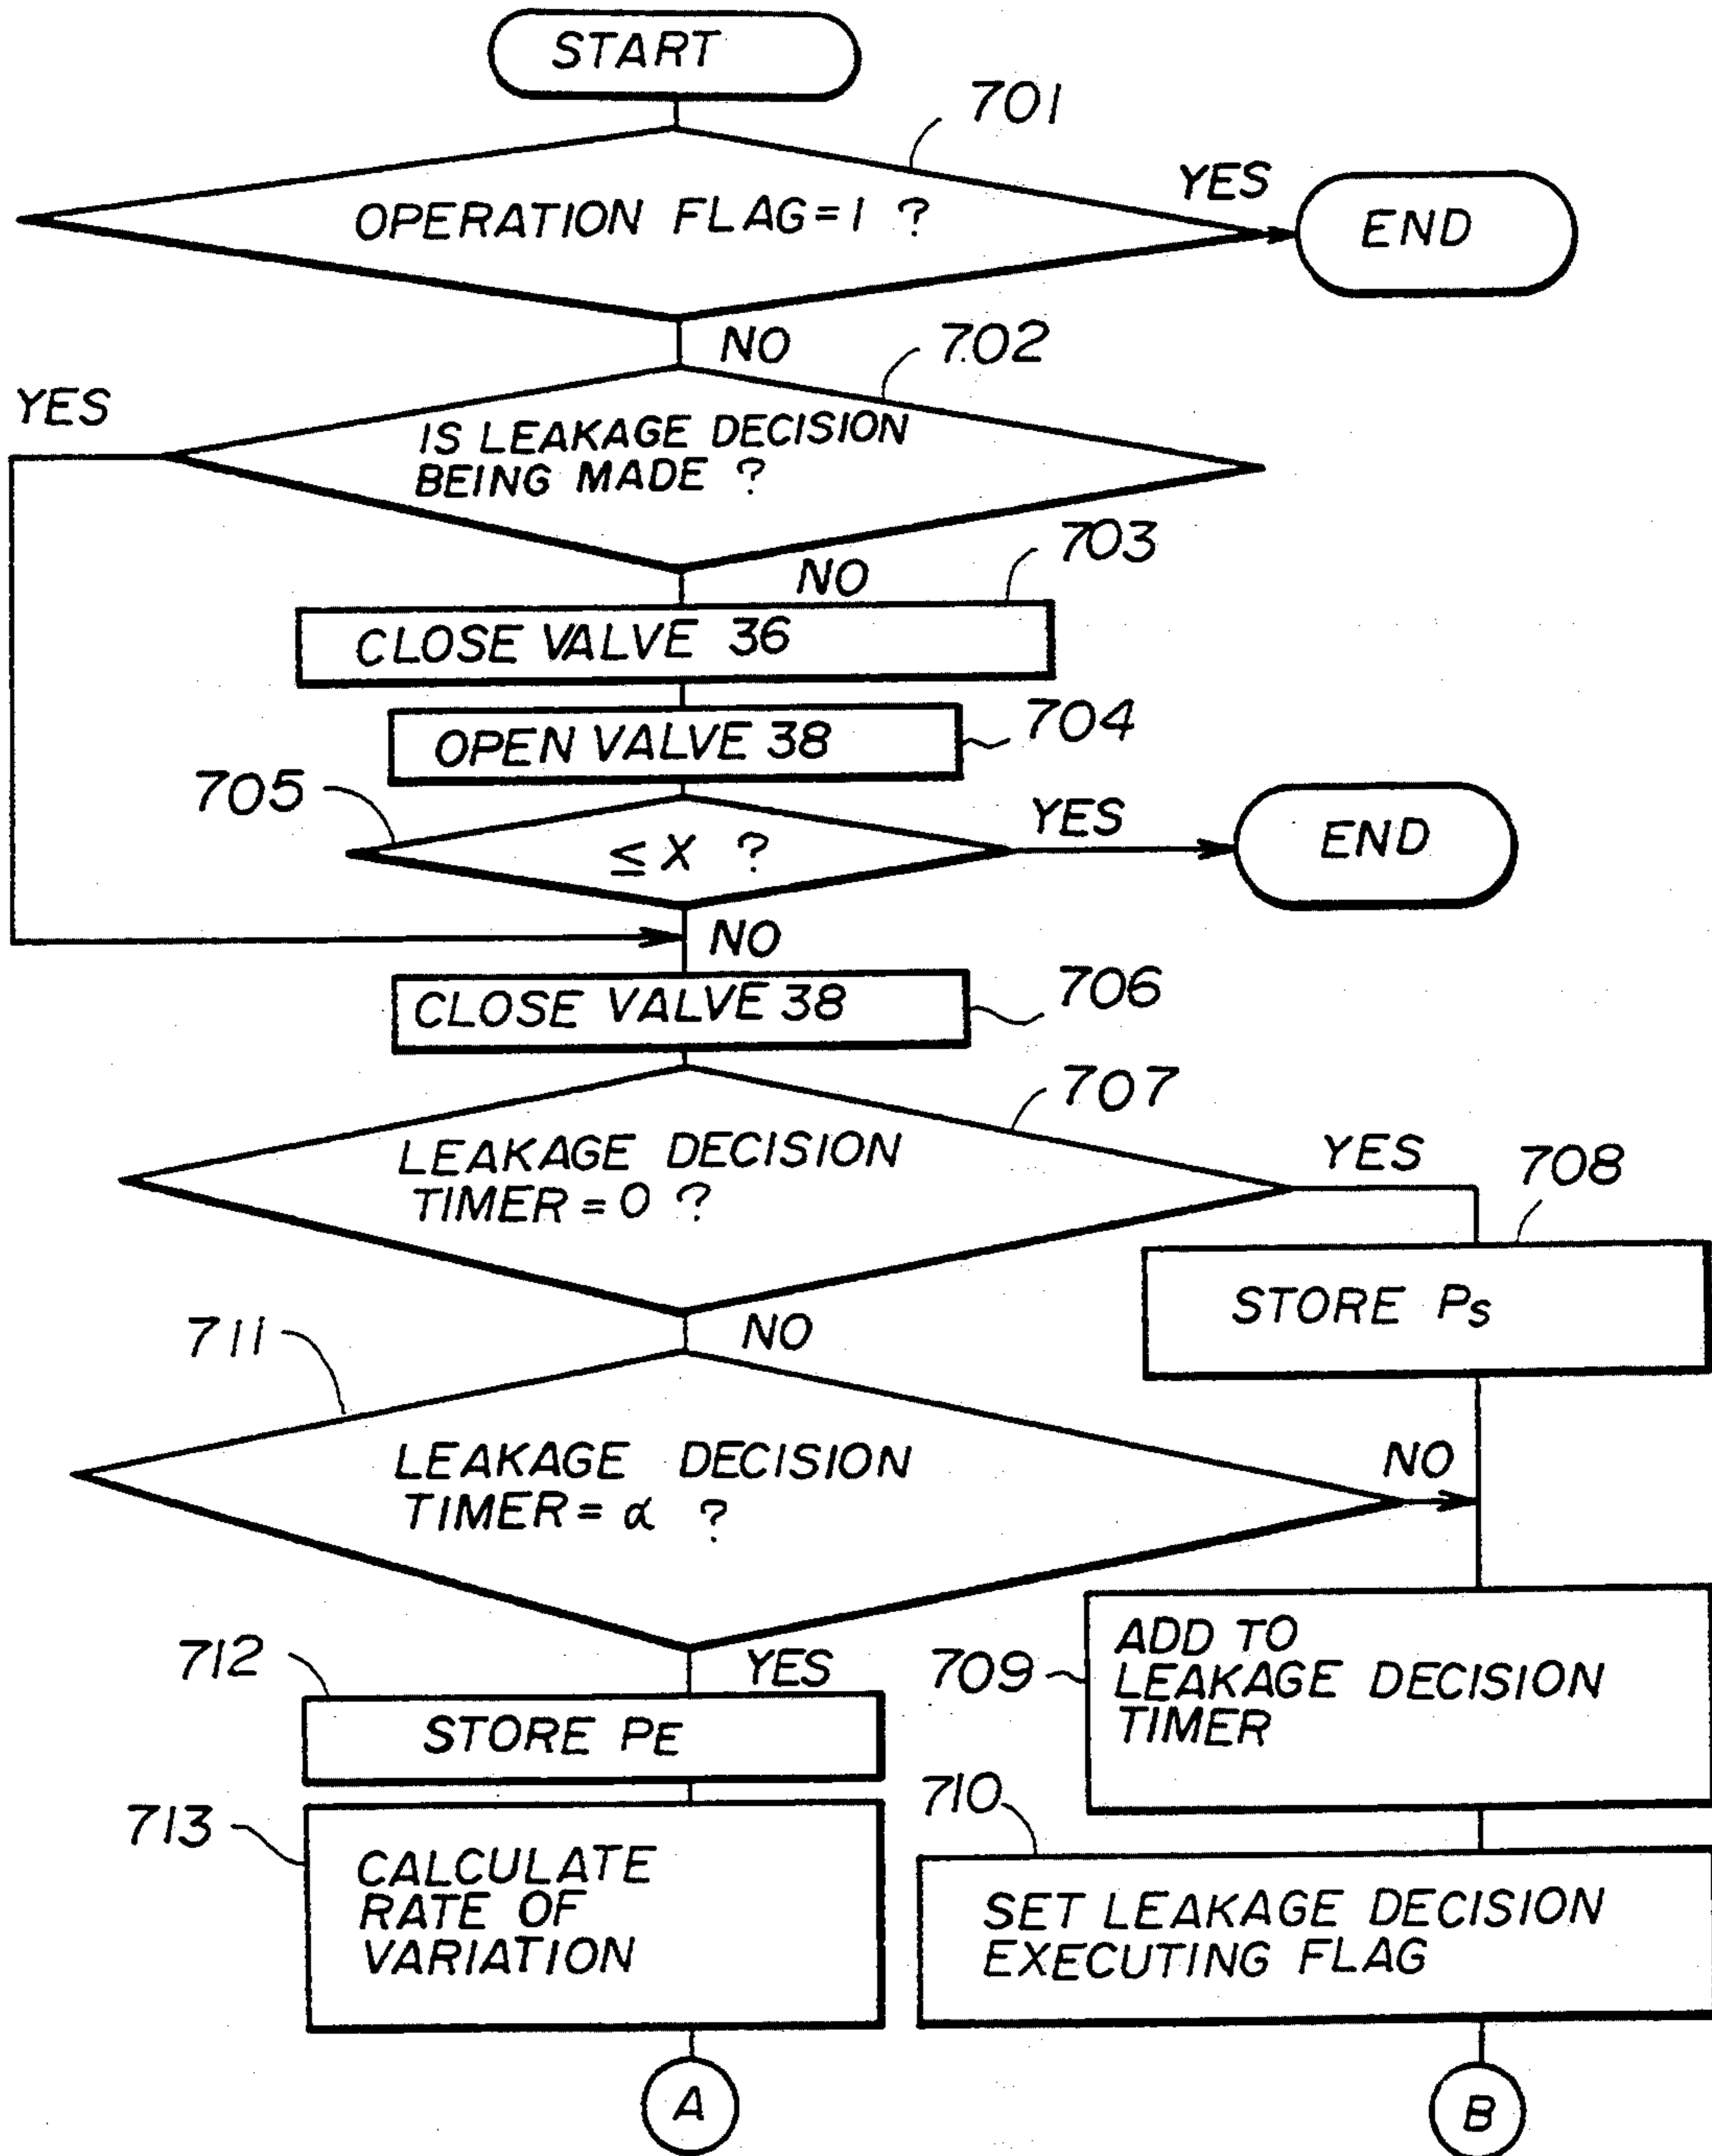 START
701
YES
OPERATION FLAG=1 ?
END
NO
702
YES
IS LEAKAGE DECISION
BEING MADE ?
703
NO
CLOSE VALVE 36
704
OPEN VALVE 38
705
YES
≤ X ?
END
NO
706
CLOSE VALVE 38
707
LEAKAGE DECISION
TIMER = 0 ?
YES
708
STORE Ps
NO
711
LEAKAGE DECISION
TIMER = α ?
NO
712
YES
STORE PE
709
ADD TO
LEAKAGE DECISION
TIMER
713
CALCULATE
RATE OF
VARIATION
710
SET LEAKAGE DECISION
EXECUTING FLAG
A
B